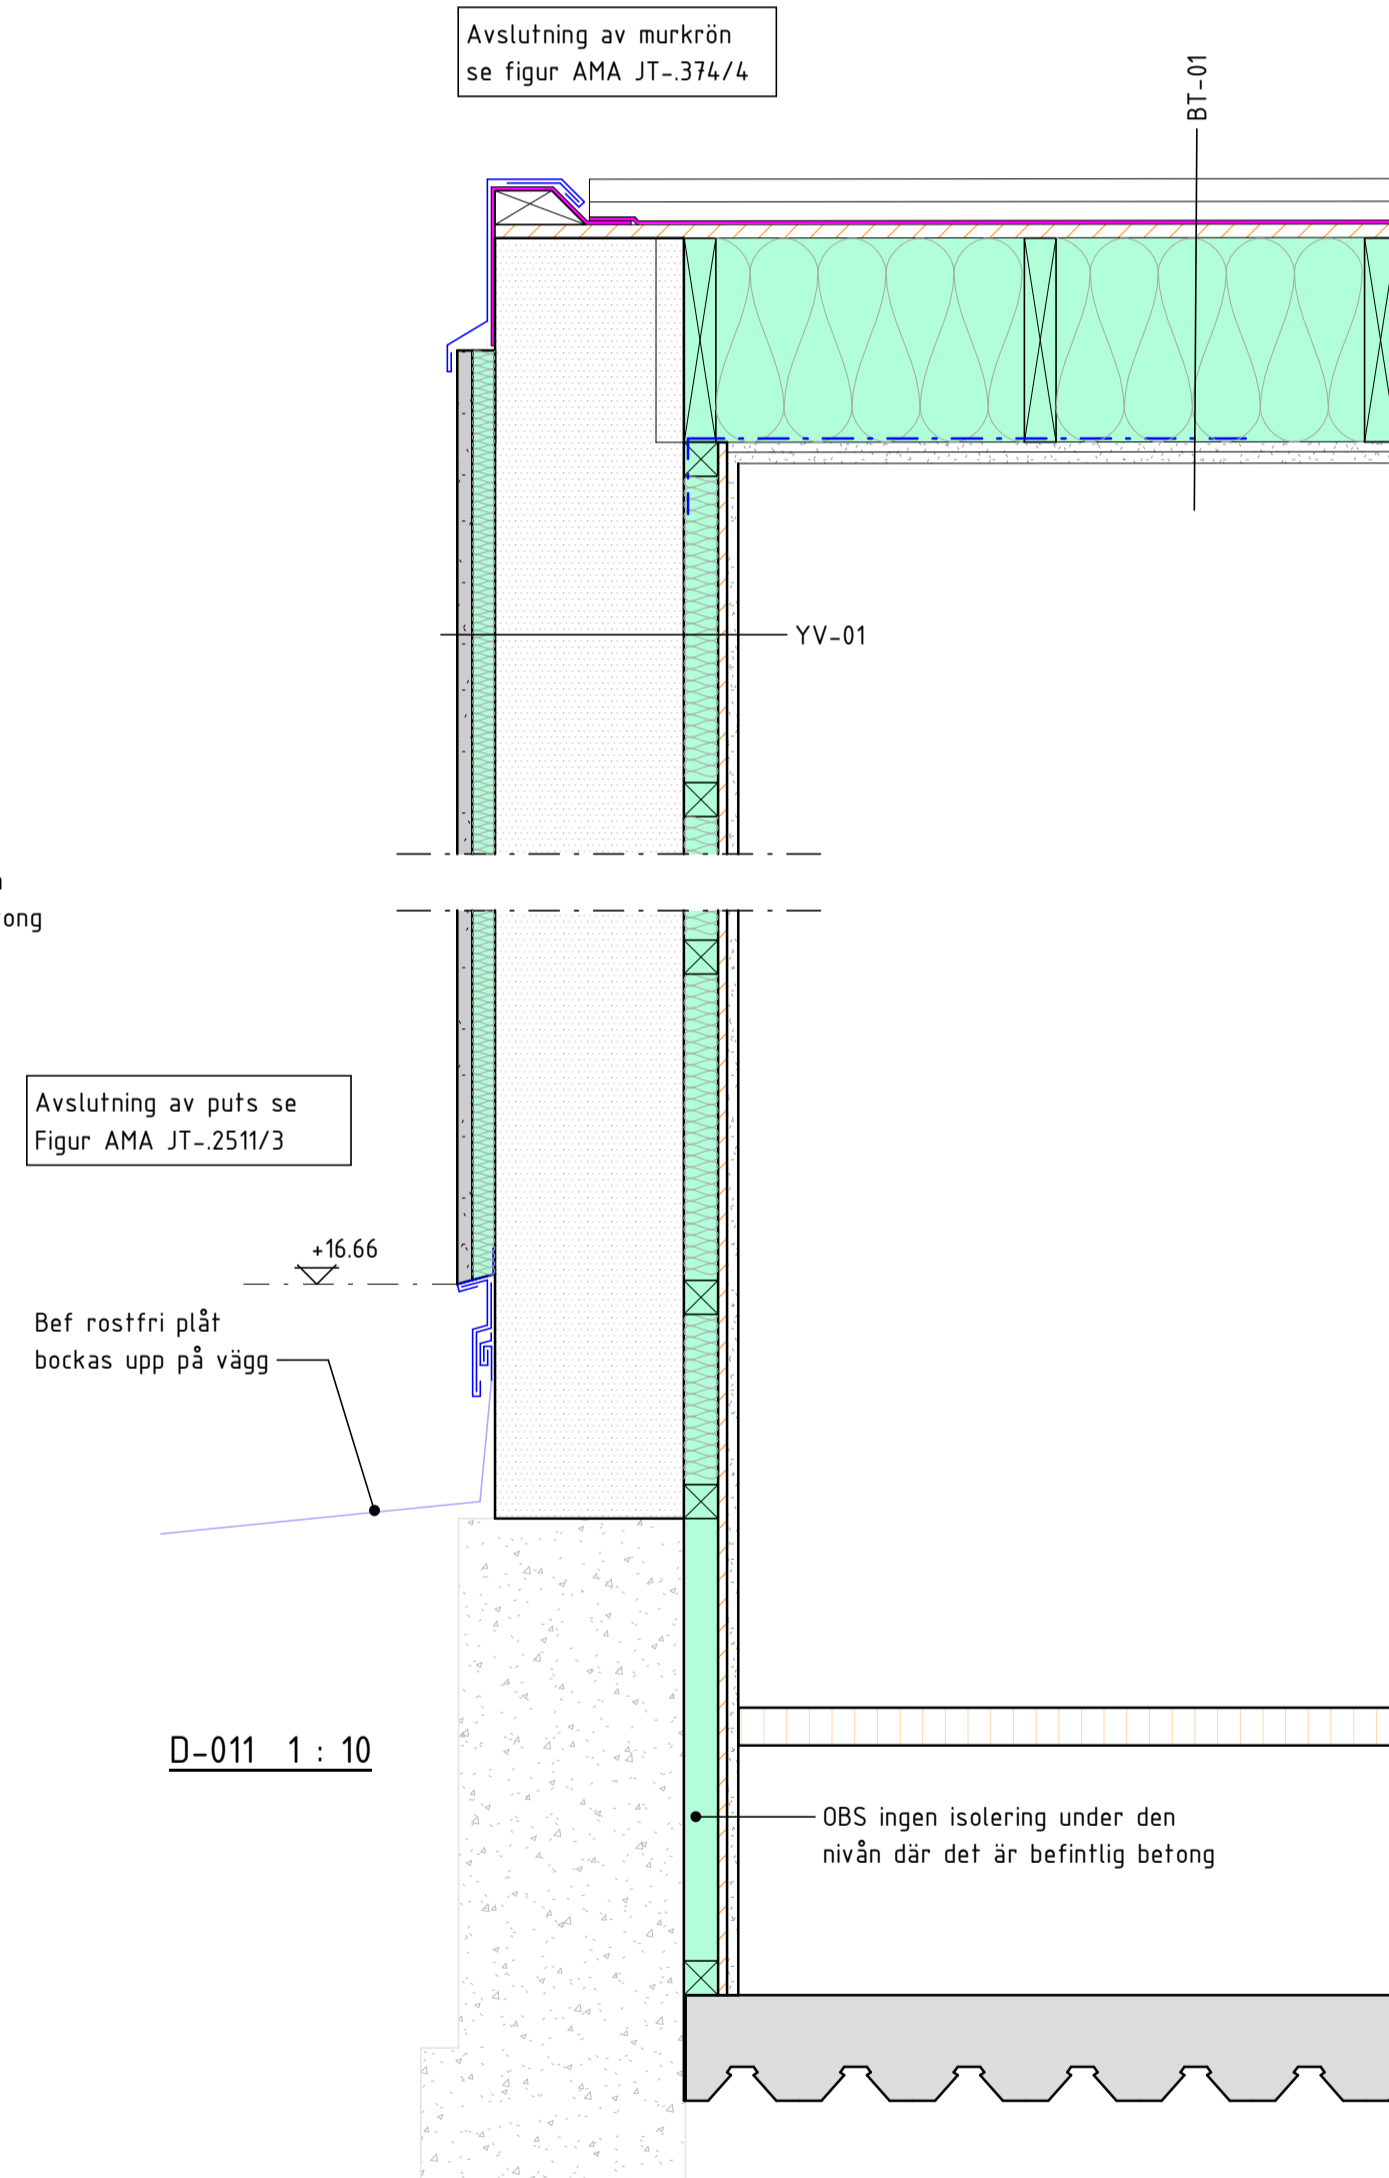 Avslutning av murkrön
se figur AMA JT-.374/4
BT-01
YV-01
ong
Avslutning av puts se
Figur AMA JT-.2511/3
+16.66
Bef rostfri plåt
bockas upp på vägg
D-011 1 : 10
OBS ingen isolering under den
nivån där det är befintlig betong